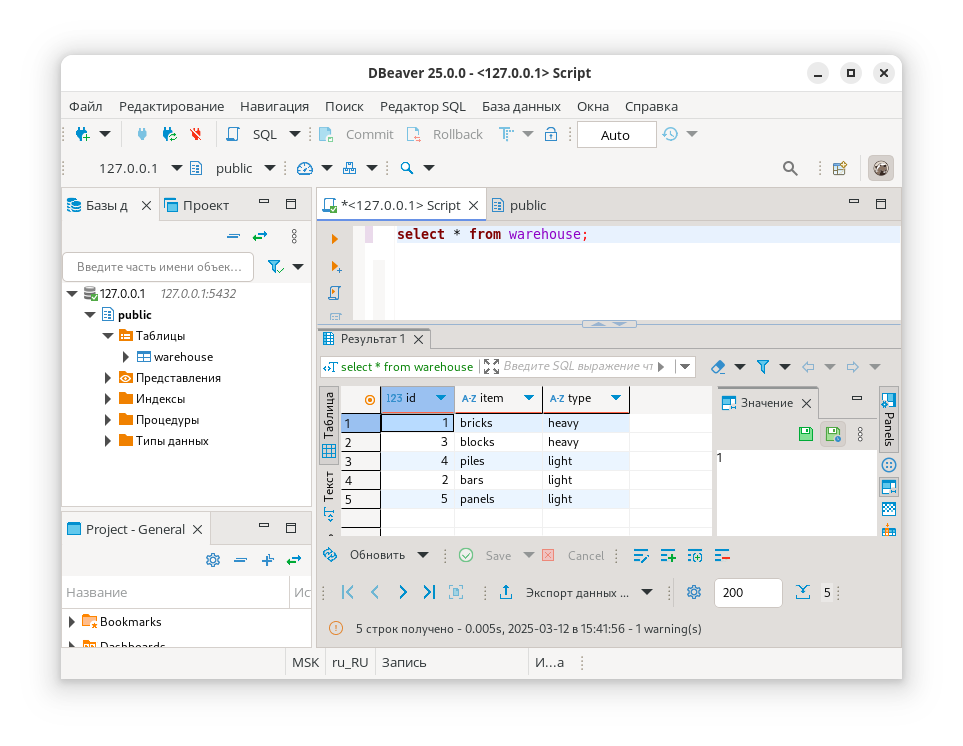 DBeaver 25.0.0 - <127.0.0.1> Script
Файл Редактирование Навигация Поиск Редактор SQL База данных Окна Справка
SQL Commit Rollback Auto
127.0.0.1 public
Базы д Проект
Введите часть имени объек...
127.0.0.1 127.0.0.1:5432
public
Таблицы
warehouse
Представления
Индексы
Процедуры
Типы данных
Project - General
Название Ис
Bookmarks
Dashboards
*<127.0.0.1> Script public
select * from warehouse;
Результат 1
select * from warehouse Введите SQL выражение чт
Таблица
Текст
123 id A-Z item A-Z type
1 1 bricks heavy
2 3 blocks heavy
3 4 piles light
4 2 bars light
5 5 panels light
Значение
1
Panels
Обновить Save Cancel
Экспорт данных ... 200 5
5 строк получено - 0.005s, 2025-03-12 в 15:41:56 - 1 warning(s)
MSK ru_RU Запись И...а